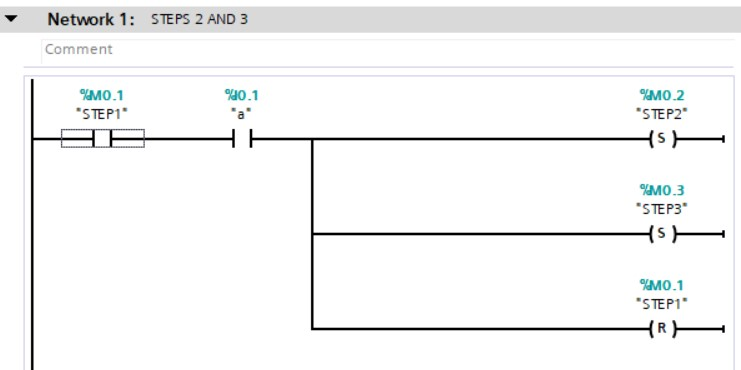 Network 1: STEPS 2 AND 3
Comment
%M0.1 %I0.1 %M0.2
"STEP1" "a" "STEP2"
S
%M0.3
"STEP3"
S
%M0.1
"STEP1"
R